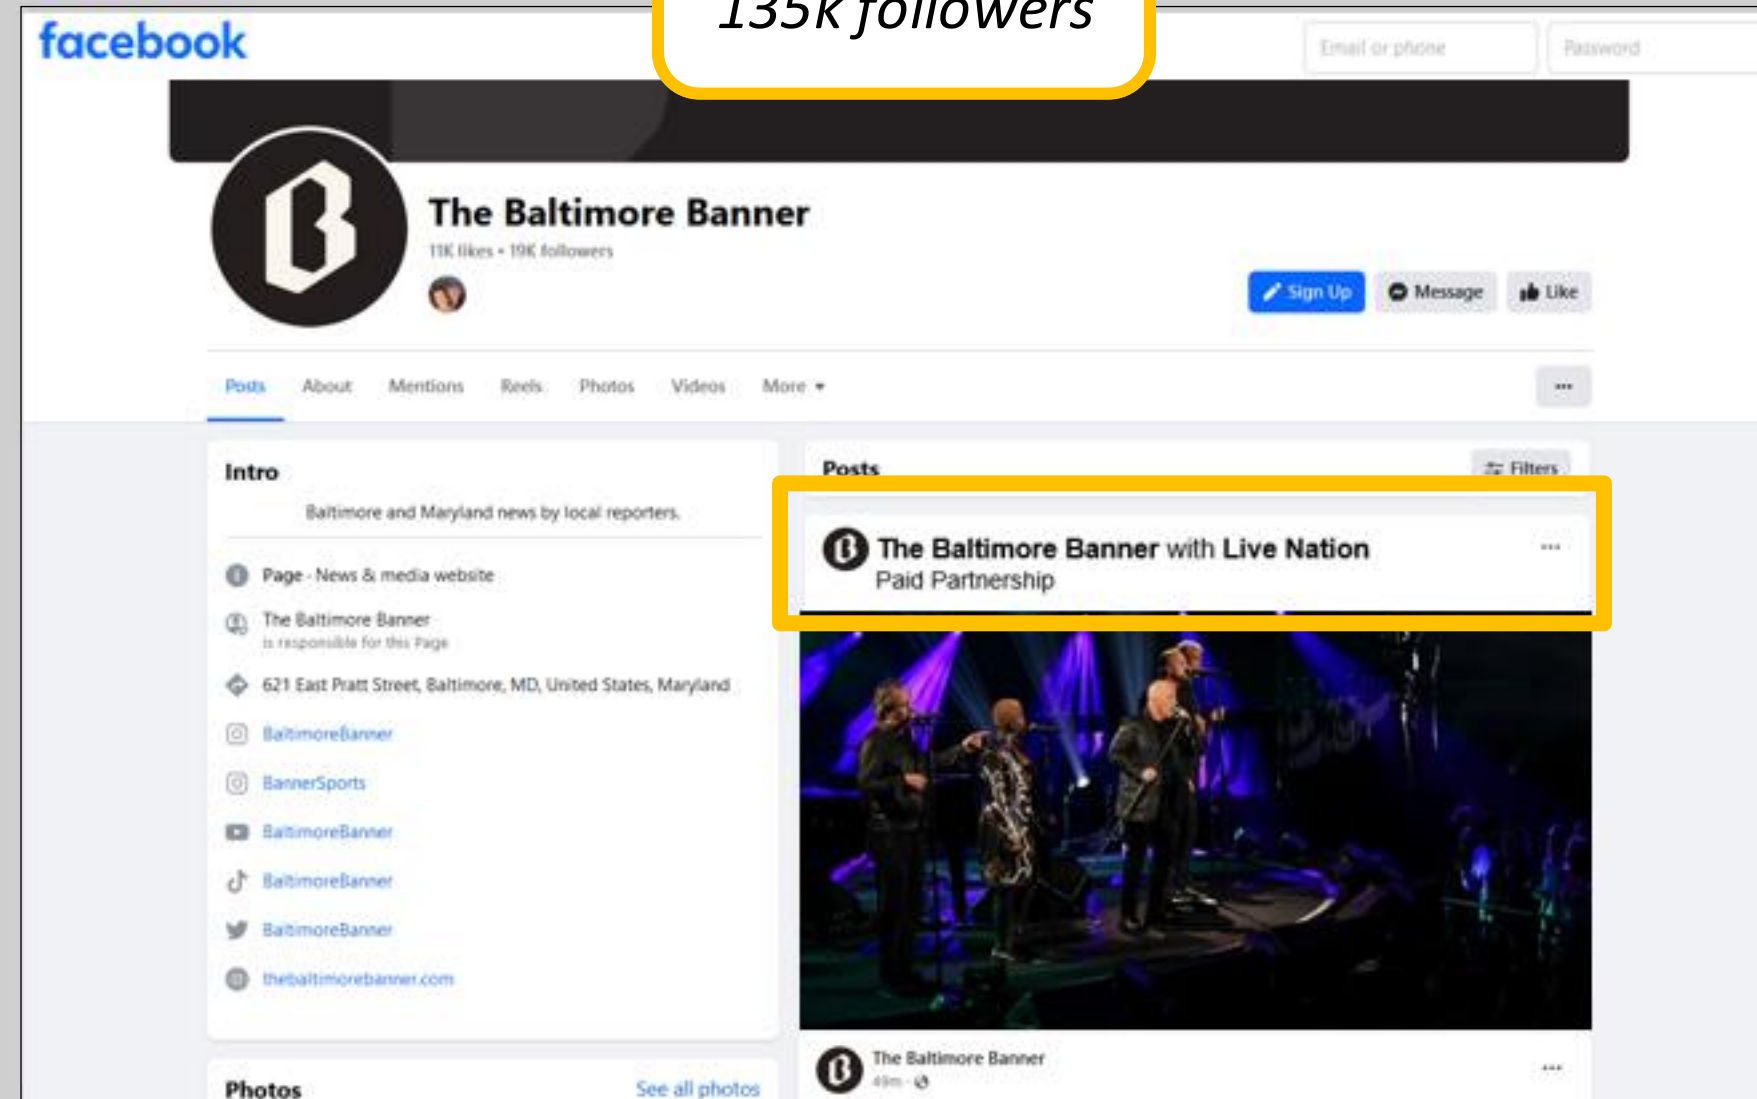 135k followers
facebook
Email or phone
Password
The Baltimore Banner
11K likes • 19K followers
Sign Up
Message
Like
Posts
About
Mentions
Reels
Photos
Videos
More
Intro
Baltimore and Maryland news by local reporters.
Page · News & media website
The Baltimore Banner
is responsible for this Page
621 East Pratt Street, Baltimore, MD, United States, Maryland
BaltimoreBanner
BannerSports
BaltimoreBanner
BaltimoreBanner
BaltimoreBanner
thebaltimorebanner.com
Photos
See all photos
Posts
Filters
The Baltimore Banner with Live Nation
Paid Partnership
The Baltimore Banner
49m